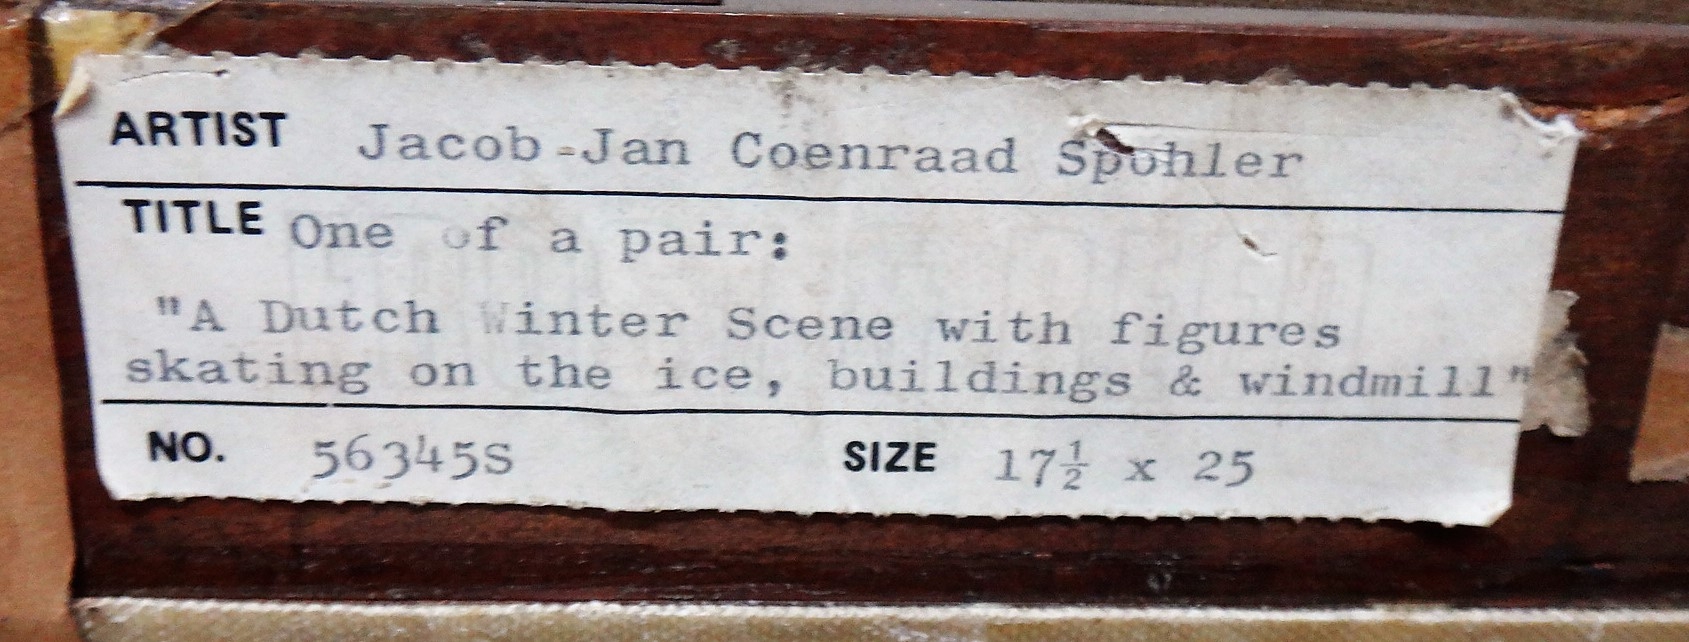 ARTIST Jacob-Jan Coenraad Spohler
TITLE One of a pair:
"A Dutch Winter Scene with figures
skating on the ice, buildings & windmill"
NO. 56345S SIZE 17½ x 25